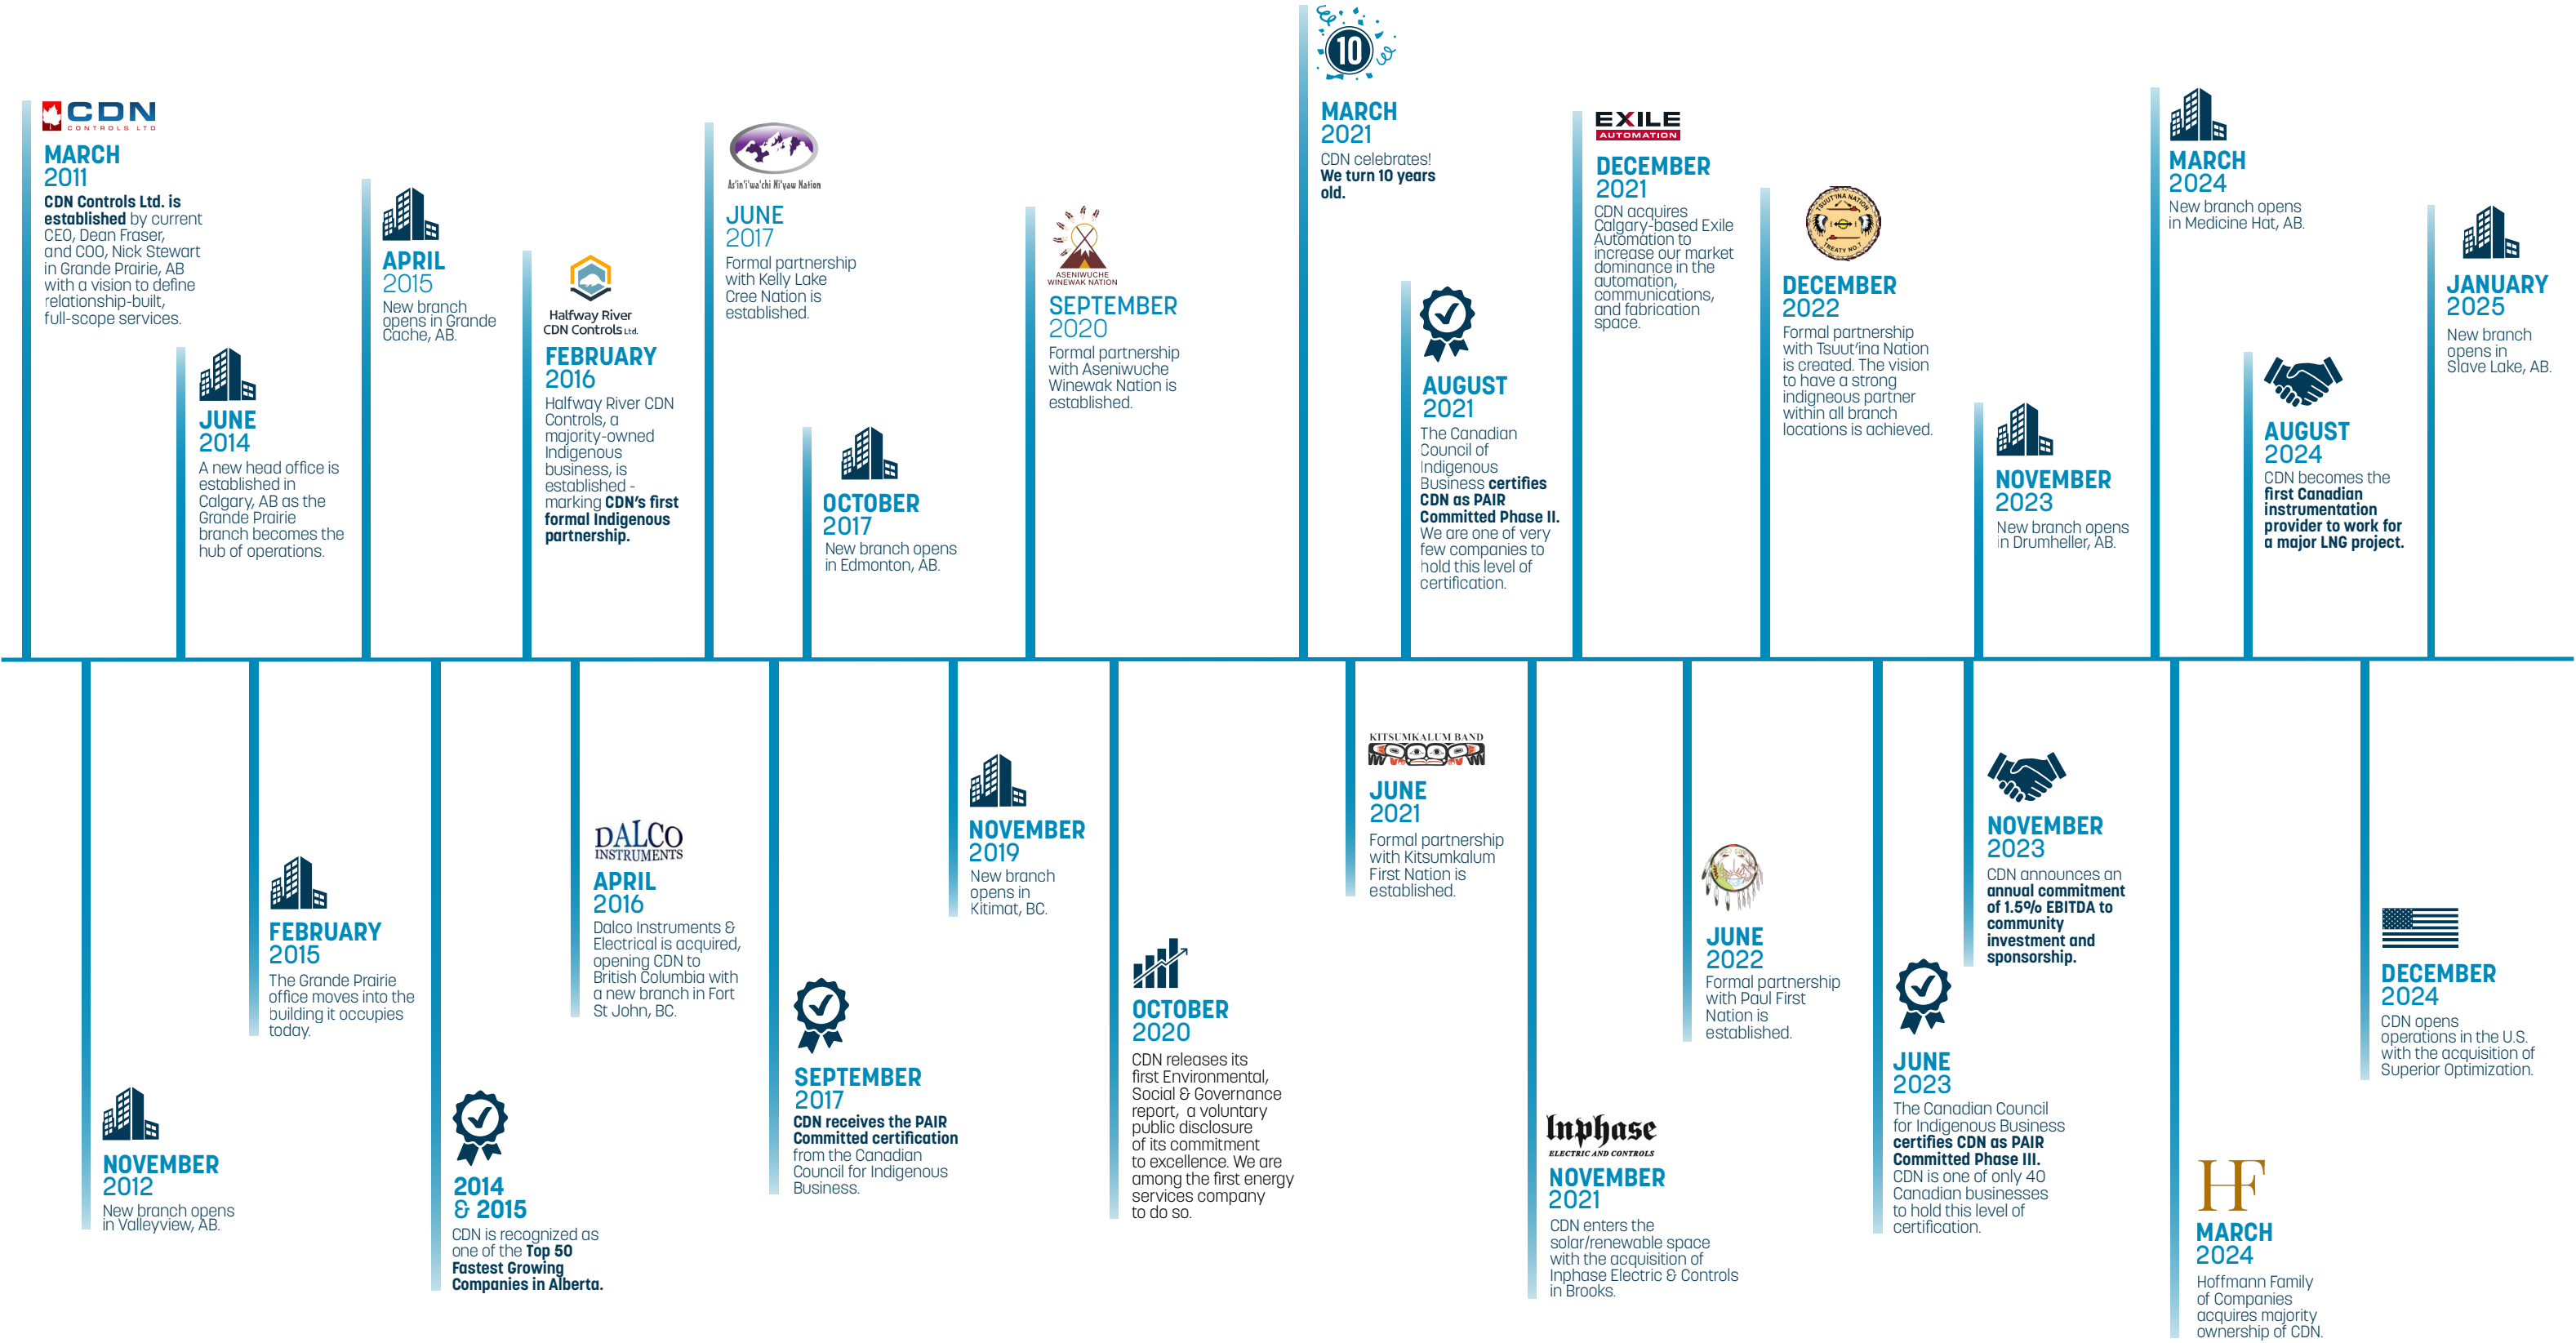 CDN
CONTROLS LTD
MARCH
2011
CDN Controls Ltd. is
established by current
CEO, Dean Fraser,
and COO, Nick Stewart
in Grande Prairie, AB
with a vision to define
relationship-built,
full-scope services.
NOVEMBER
2012
New branch opens
in Valleyview, AB.
JUNE
2014
A new head office is
established in
Calgary, AB as the
Grande Prairie
branch becomes the
hub of operations.
FEBRUARY
2015
The Grande Prairie
office moves into the
building it occupies
today.
APRIL
2015
New branch
opens in Grande
Cache, AB.
2014
& 2015
CDN is recognized as
one of the Top 50
Fastest Growing
Companies in Alberta.
Halfway River
CDN Controls Ltd.
FEBRUARY
2016
Halfway River CDN
Controls, a
majority-owned
Indigenous
business, is
established -
marking CDN's first
formal Indigenous
partnership.
DALCO
INSTRUMENTS
APRIL
2016
Dalco Instruments &
Electrical is acquired,
opening CDN to
British Columbia with
a new branch in Fort
St John, BC.
As'in'i'wa'chi Ni'yaw Nation
JUNE
2017
Formal partnership
with Kelly Lake
Cree Nation is
established.
SEPTEMBER
2017
CDN receives the PAIR
Committed certification
from the Canadian
Council for Indigenous
Business.
OCTOBER
2017
New branch opens
in Edmonton, AB.
NOVEMBER
2019
New branch
opens in
Kitimat, BC.
ASENIWUCHE
WINEWAK NATION
SEPTEMBER
2020
Formal partnership
with Aseniwuche
Winewak Nation is
established.
OCTOBER
2020
CDN releases its
first Environmental,
Social & Governance
report, a voluntary
public disclosure
of its commitment
to excellence. We are
among the first energy
services company
to do so.
10
MARCH
2021
CDN celebrates!
We turn 10 years
old.
KITSUMKALUM BAND
JUNE
2021
Formal partnership
with Kitsumkalum
First Nation is
established.
AUGUST
2021
The Canadian
Council of
Indigenous
Business certifies
CDN as PAIR
Committed Phase II.
We are one of very
few companies to
hold this level of
certification.
Inphase
ELECTRIC AND CONTROLS
NOVEMBER
2021
CDN enters the
solar/renewable space
with the acquisition of
Inphase Electric & Controls
in Brooks.
EXILE
AUTOMATION
DECEMBER
2021
CDN acquires
Calgary-based Exile
Automation to
increase our market
dominance in the
automation,
communications,
and fabrication
space.
JUNE
2022
Formal partnership
with Paul First
Nation is
established.
TSUUT'INA NATION
TREATY NO.7
DECEMBER
2022
Formal partnership
with Tsuut'ina Nation
is created. The vision
to have a strong
indigneous partner
within all branch
locations is achieved.
JUNE
2023
The Canadian Council
for Indigenous Business
certifies CDN as PAIR
Committed Phase III.
CDN is one of only 40
Canadian businesses
to hold this level of
certification.
NOVEMBER
2023
CDN announces an
annual commitment
of 1.5% EBITDA to
community
investment and
sponsorship.
NOVEMBER
2023
New branch opens
in Drumheller, AB.
MARCH
2024
New branch opens
in Medicine Hat, AB.
HF
MARCH
2024
Hoffmann Family
of Companies
acquires majority
ownership of CDN.
AUGUST
2024
CDN becomes the
first Canadian
instrumentation
provider to work for
a major LNG project.
DECEMBER
2024
CDN opens
operations in the U.S.
with the acquisition of
Superior Optimization.
JANUARY
2025
New branch
opens in
Slave Lake, AB.